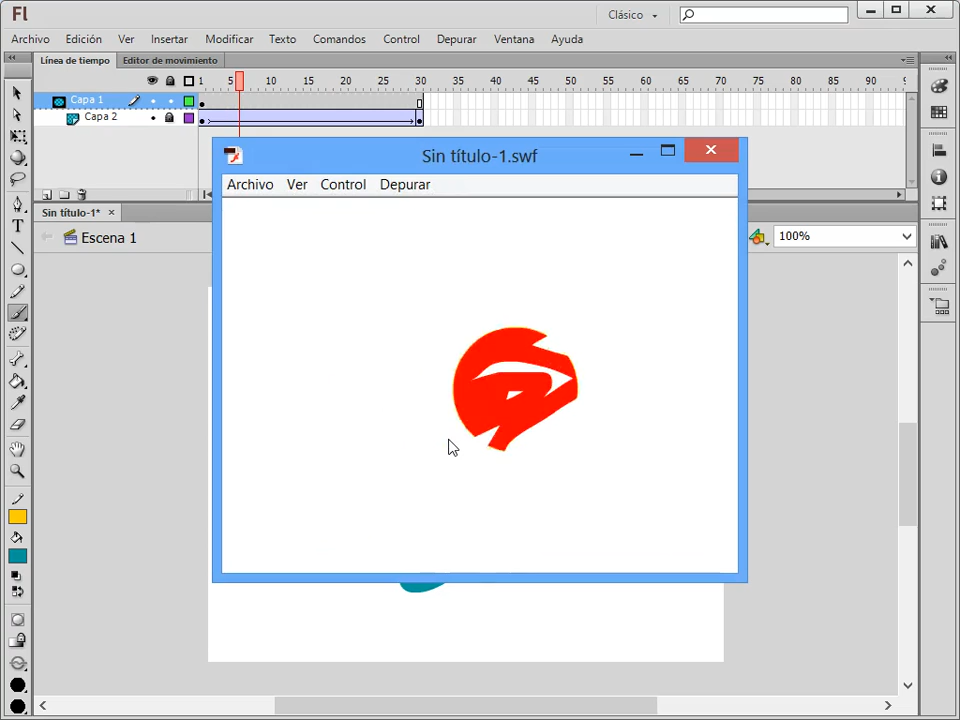 Fl
Clásico
Archivo Edición Ver Insertar Modificar Texto Comandos Control Depurar Ventana Ayuda
Línea de tiempo Editor de movimiento
1 5 10 15 20 25 30 35 40 45 50 55 60 65 70 75 80 85 90 9
Capa 1
Capa 2
Sin título-1.swf
Archivo Ver Control Depurar
Sin título-1*
Escena 1
100%
T